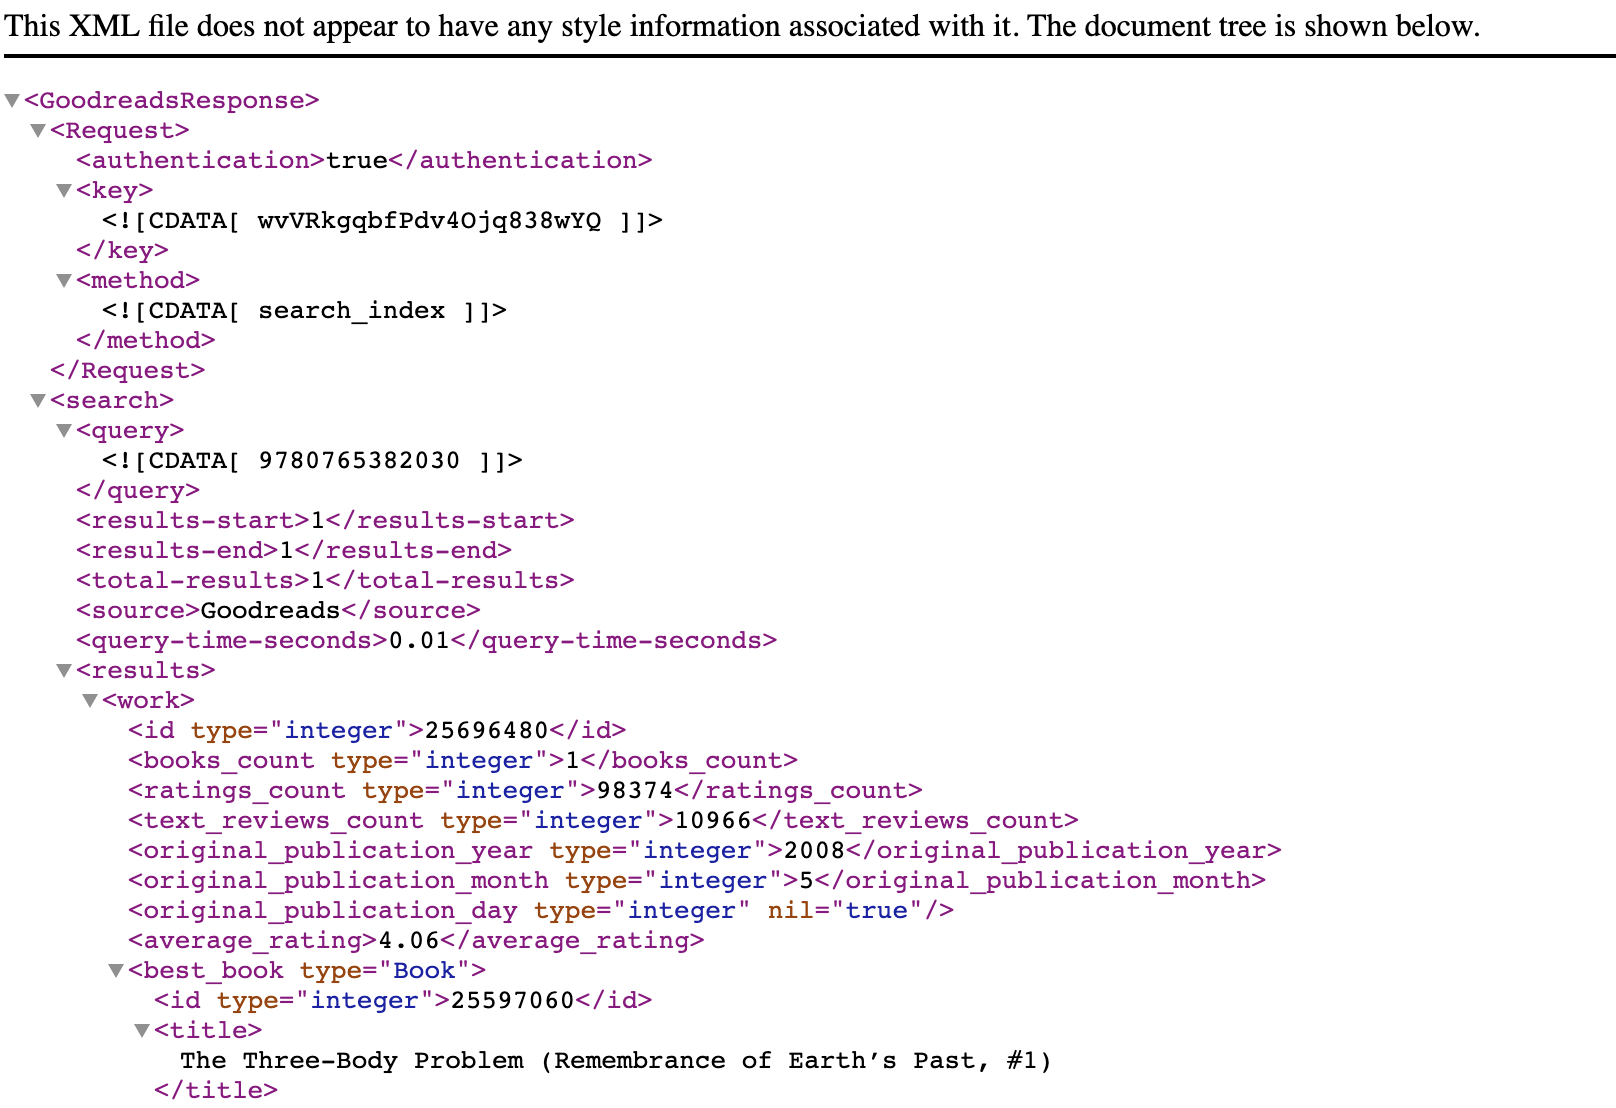 This XML file does not appear to have any style information associated with it. The document tree is shown below.
▼<GoodreadsResponse>
▼<Request>
<authentication>true</authentication>
▼<key>
<![CDATA[ wvVRkgqbfPdv4Ojq838wYQ ]]>
</key>
▼<method>
<![CDATA[ search_index ]]>
</method>
</Request>
▼<search>
▼<query>
<![CDATA[ 9780765382030 ]]>
</query>
<results-start>1</results-start>
<results-end>1</results-end>
<total-results>1</total-results>
<source>Goodreads</source>
<query-time-seconds>0.01</query-time-seconds>
▼<results>
▼<work>
<id type="integer">25696480</id>
<books_count type="integer">1</books_count>
<ratings_count type="integer">98374</ratings_count>
<text_reviews_count type="integer">10966</text_reviews_count>
<original_publication_year type="integer">2008</original_publication_year>
<original_publication_month type="integer">5</original_publication_month>
<original_publication_day type="integer" nil="true"/>
<average_rating>4.06</average_rating>
▼<best_book type="Book">
<id type="integer">25597060</id>
▼<title>
The Three-Body Problem (Remembrance of Earth’s Past, #1)
</title>